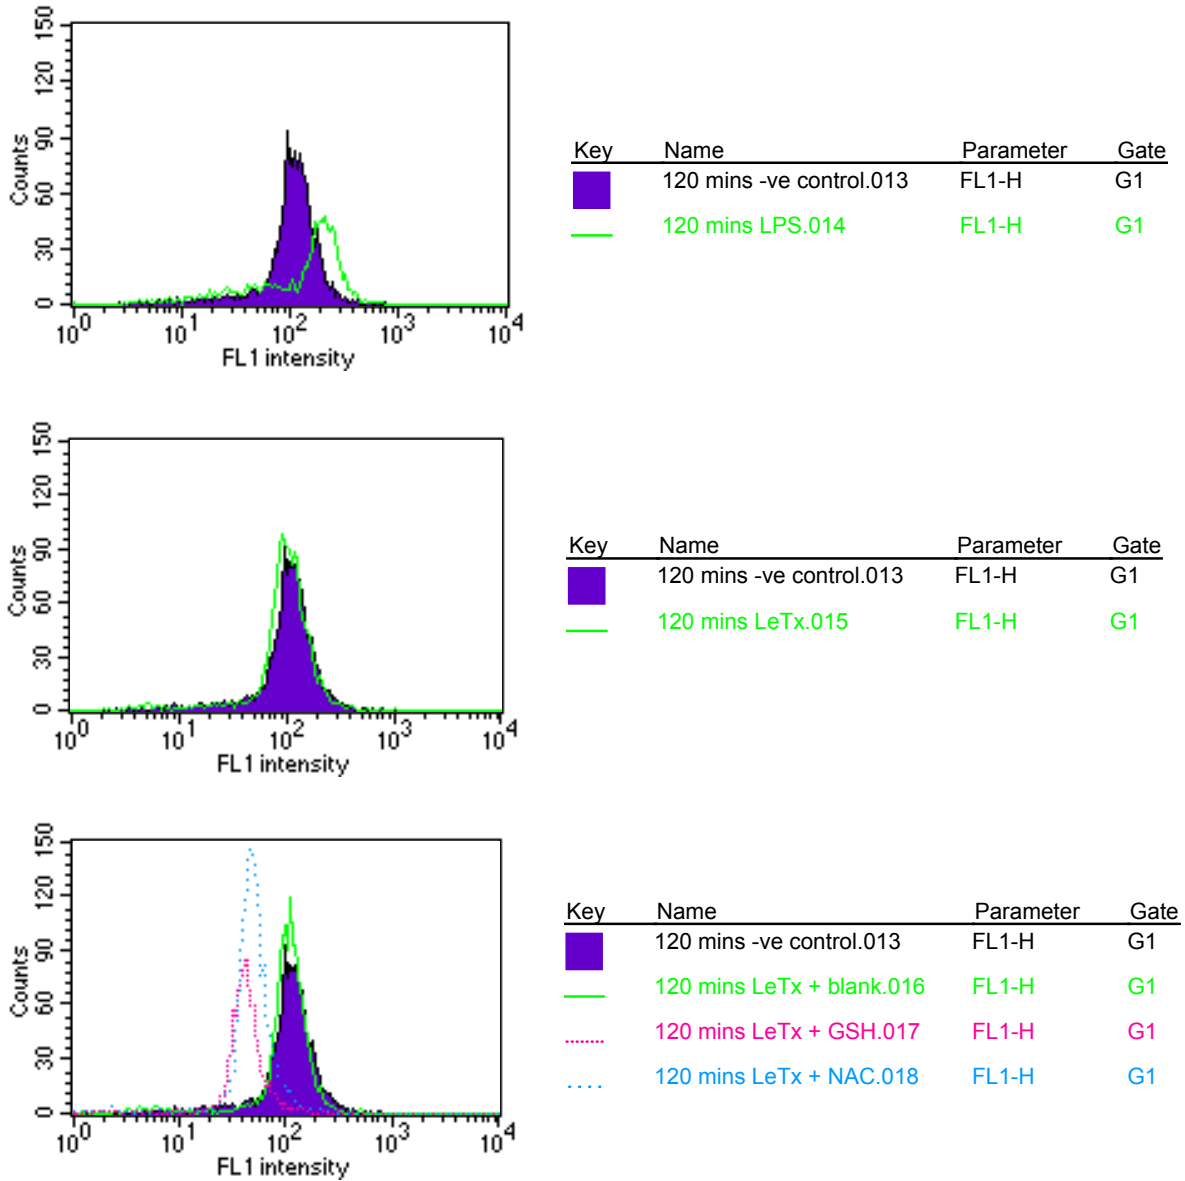 150
120
90
60
30
0
Counts
10^0 10^1 10^2 10^3 10^4
FL1 intensity
Key Name Parameter Gate
120 mins -ve control.013 FL1-H G1
120 mins LPS.014 FL1-H G1
150
120
90
60
30
0
Counts
10^0 10^1 10^2 10^3 10^4
FL1 intensity
Key Name Parameter Gate
120 mins -ve control.013 FL1-H G1
120 mins LeTx.015 FL1-H G1
150
120
90
60
30
0
Counts
10^0 10^1 10^2 10^3 10^4
FL1 intensity
Key Name Parameter Gate
120 mins -ve control.013 FL1-H G1
120 mins LeTx + blank.016 FL1-H G1
120 mins LeTx + GSH.017 FL1-H G1
120 mins LeTx + NAC.018 FL1-H G1